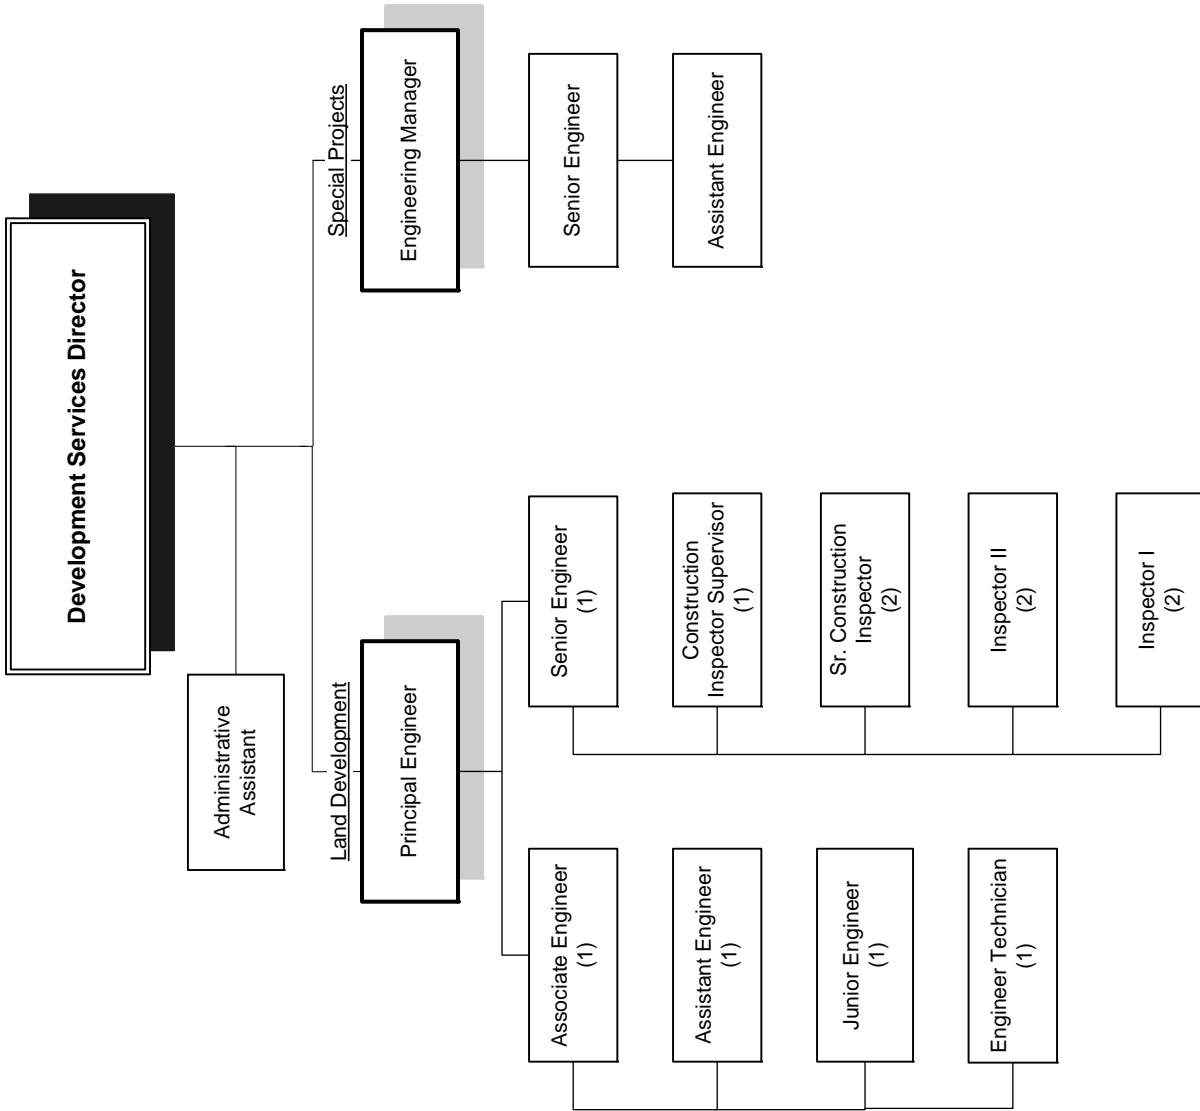 Development Services Director
Administrative
Assistant
Land Development
Principal Engineer
Associate Engineer
(1)
Assistant Engineer
(1)
Junior Engineer
(1)
Engineer Technician
(1)
Senior Engineer
(1)
Construction
Inspector Supervisor
(1)
Sr. Construction
Inspector
(2)
Inspector II
(2)
Inspector I
(2)
Special Projects
Engineering Manager
Senior Engineer
Assistant Engineer